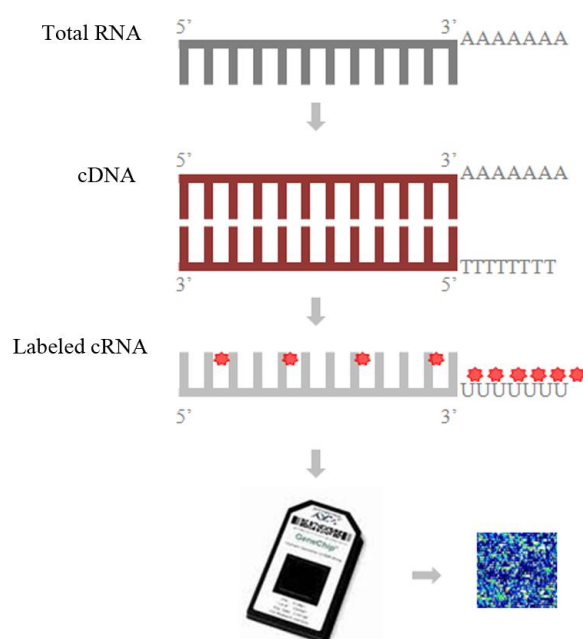 5’ 3’
Total RNA AAAAAAA
5’ 3’
cDNA AAAAAAA
TTTTTTTT
3’ 5’
Labeled cRNA
UUUUUUU
5’ 3’
GeneChip